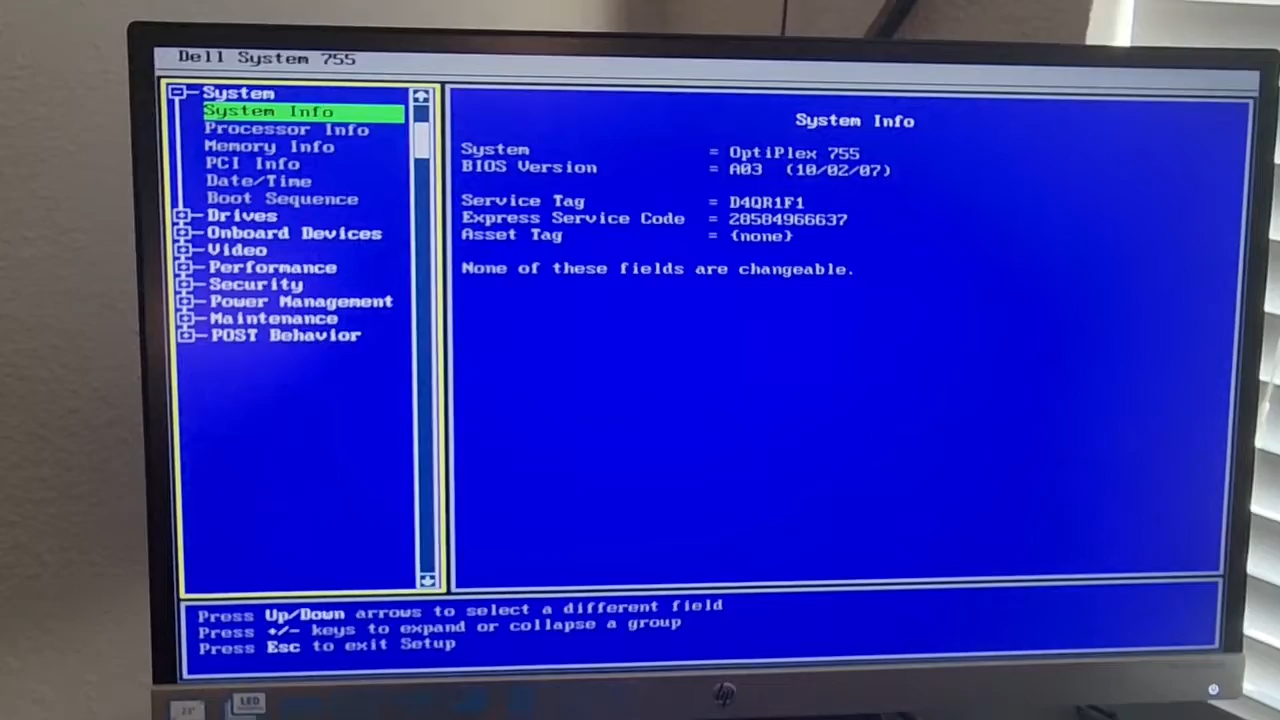 Dell System 755
System
System Info
Processor Info
Memory Info
PCI Info
Date/Time
Boot Sequence
Drives
Onboard Devices
Video
Performance
Security
Power Management
Maintenance
POST Behavior
System Info
System = OptiPlex 755
BIOS Version = A03 (10/02/07)
Service Tag = D4QR1F1
Express Service Code = 28584966637
Asset Tag = {none}
None of these fields are changeable.
Press Up/Down arrows to select a different field
Press +/- keys to expand or collapse a group
Press Esc to exit Setup
hp
LED